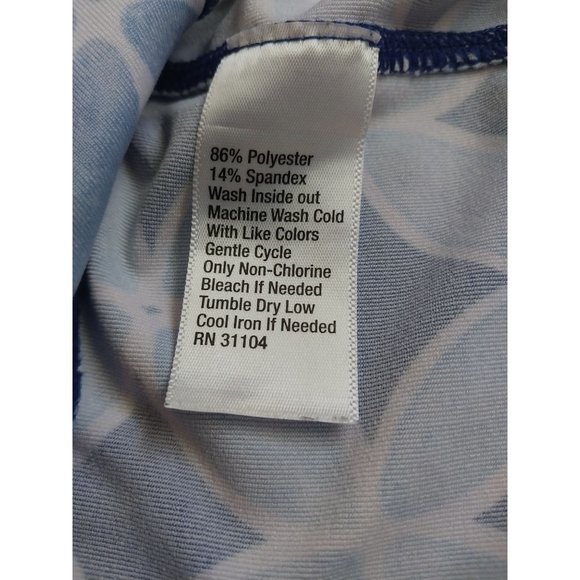 86% Polyester
14% Spandex
Wash Inside out
Machine Wash Cold
With Like Colors
Gentle Cycle
Only Non-Chlorine
Bleach If Needed
Tumble Dry Low
Cool Iron If Needed
RN 31104